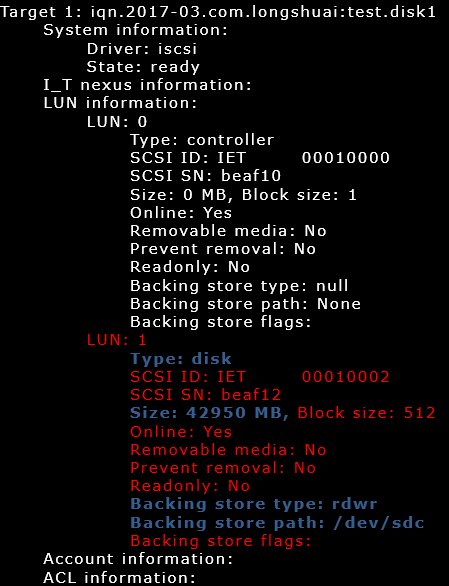 Target 1: iqn.2017-03.com.longshuai:test.disk1
System information:
Driver: iscsi
State: ready
I_T nexus information:
LUN information:
LUN: 0
Type: controller
SCSI ID: IET 00010000
SCSI SN: beaf10
Size: 0 MB, Block size: 1
Online: Yes
Removable media: No
Prevent removal: No
Readonly: No
Backing store type: null
Backing store path: None
Backing store flags:
LUN: 1
Type: disk
SCSI ID: IET 00010002
SCSI SN: beaf12
Size: 42950 MB, Block size: 512
Online: Yes
Removable media: No
Prevent removal: No
Readonly: No
Backing store type: rdwr
Backing store path: /dev/sdc
Backing store flags:
Account information:
ACL information: